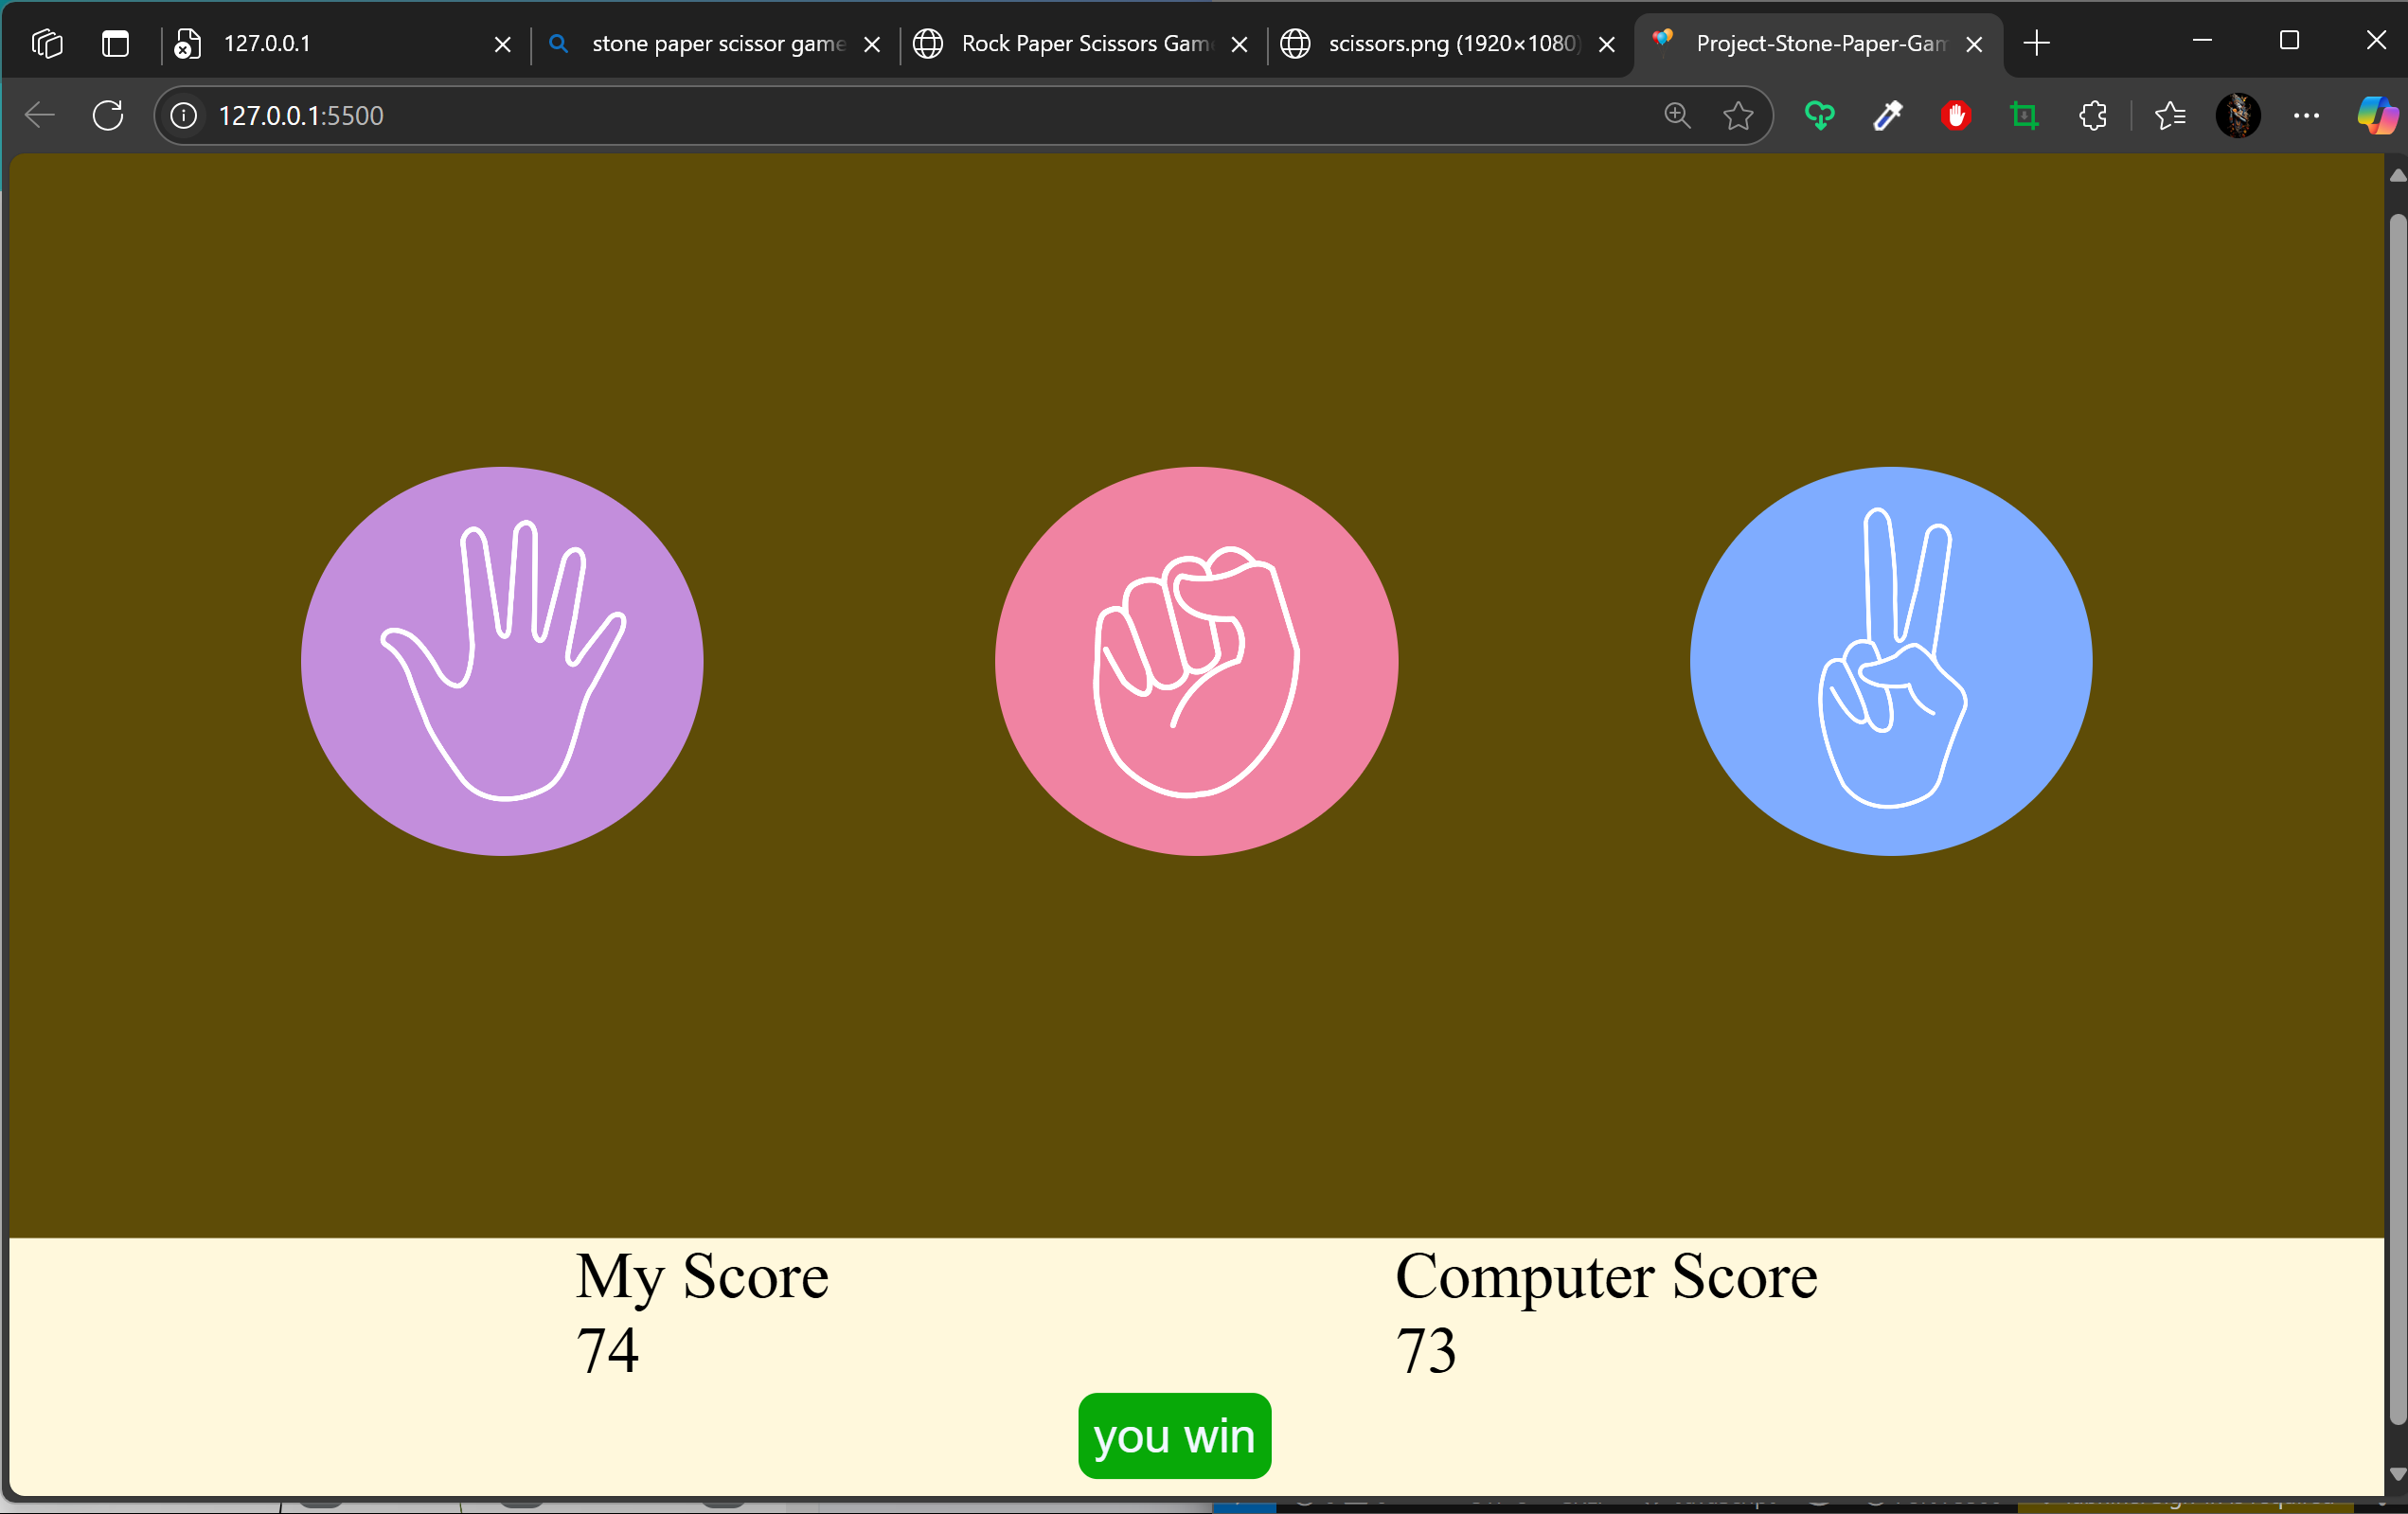 127.0.0.1
stone paper scissor game
Rock Paper Scissors Gam
scissors.png (1920×1080)
Project-Stone-Paper-Gam
127.0.0.1:5500
My Score
74
Computer Score
73
you win